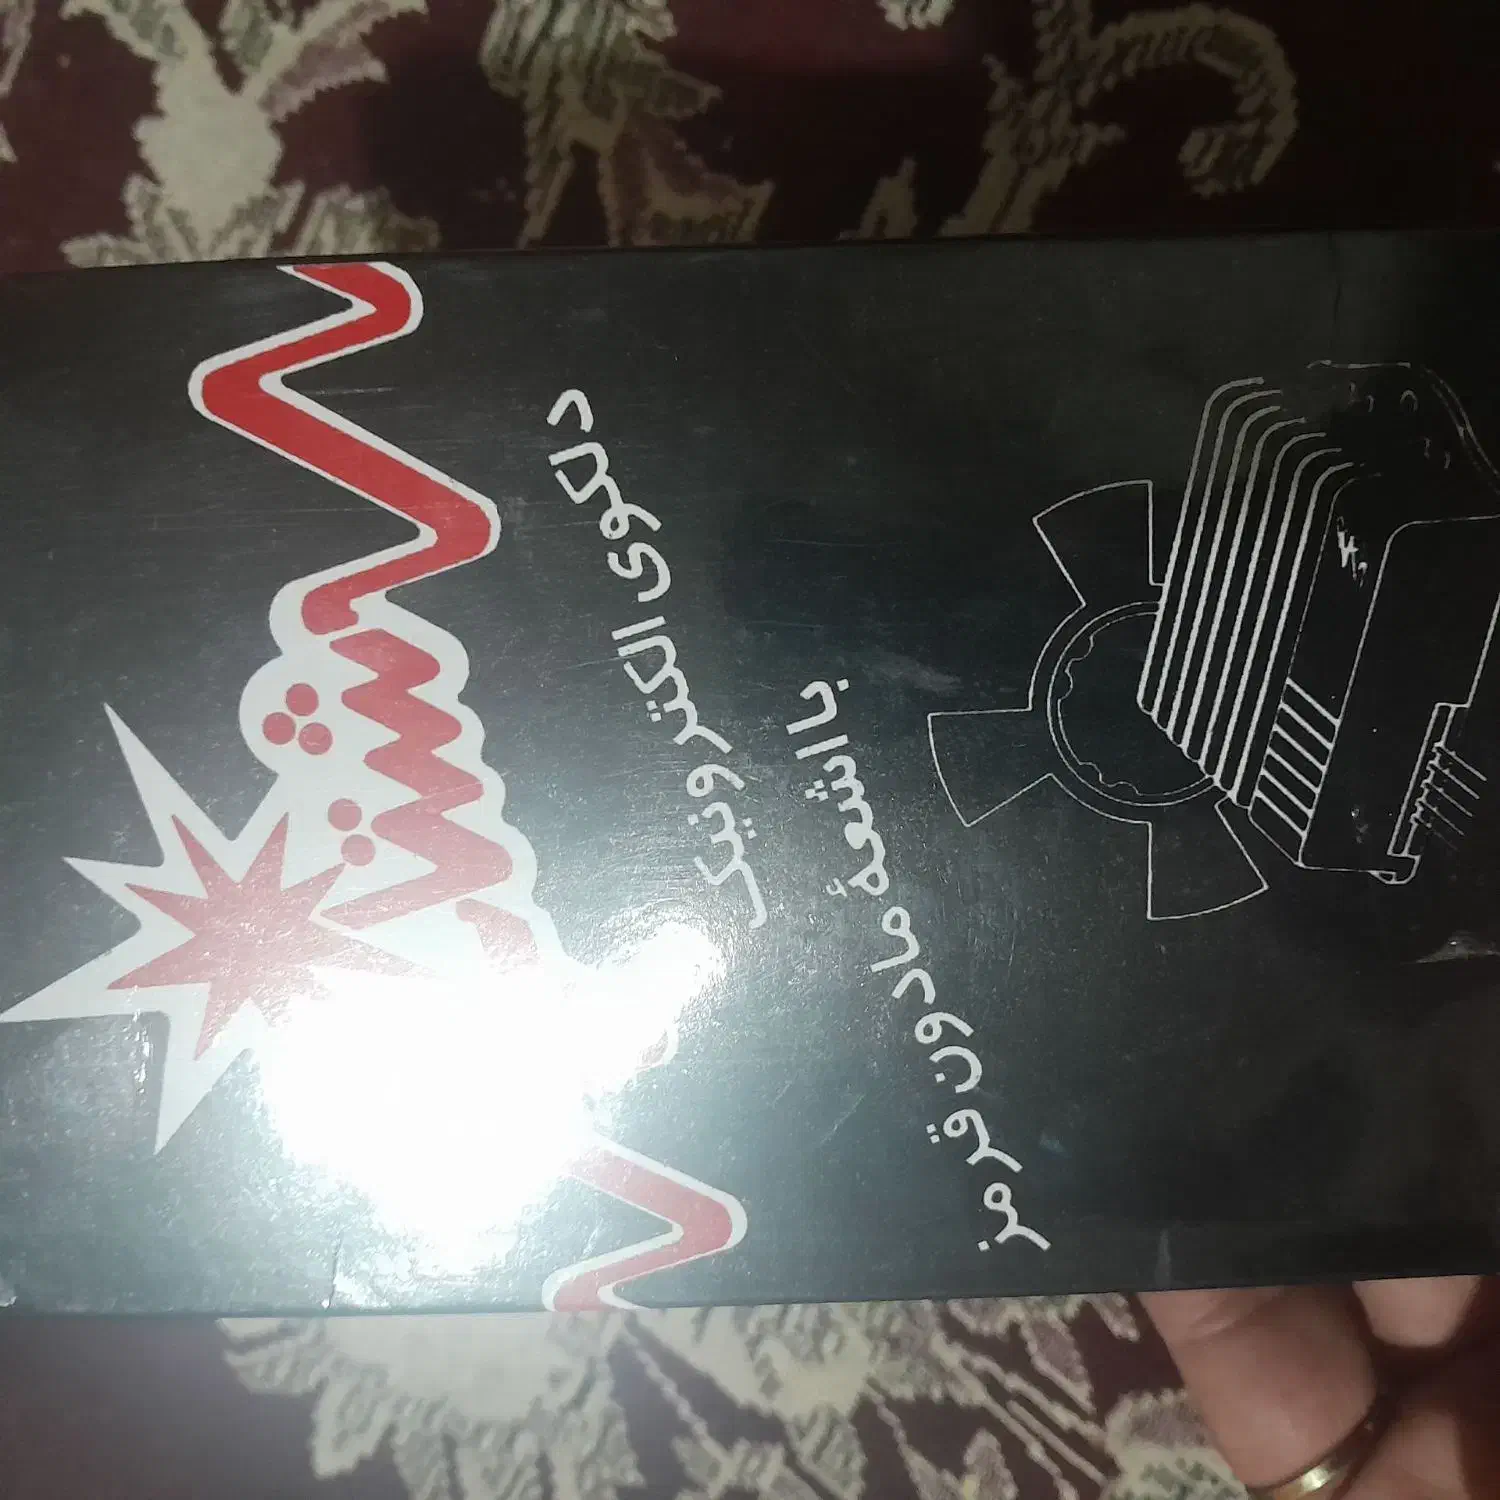 دلکوی الکترونیک
با اشعهٔ مادون قرمز